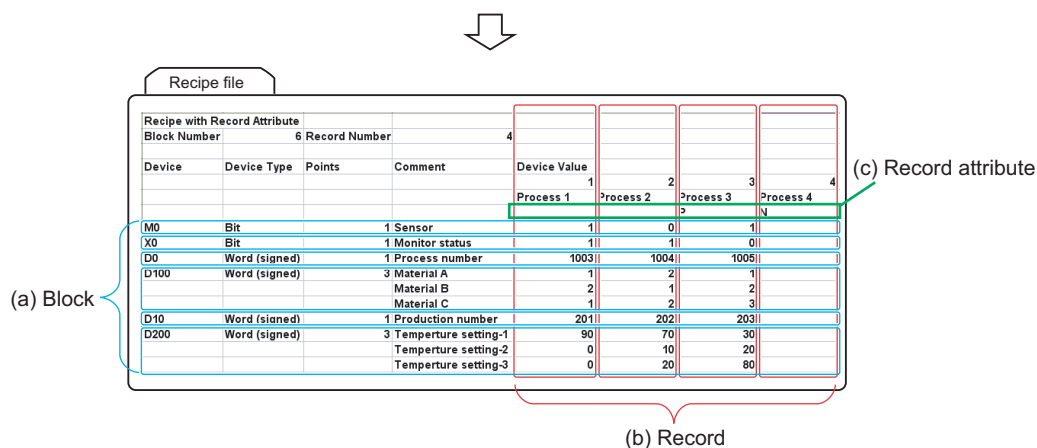 Recipe file
Recipe with Record Attribute
Block Number 6 Record Number 4
Device Device Type Points Comment Device Value
1 2 3 4
(c) Record attribute
Process 1 Process 2 Process 3 Process 4
P N
M0 Bit 1 Sensor 1 0 1
X0 Bit 1 Monitor status 1 1 0
D0 Word (signed) 1 Process number 1003 1004 1005
D100 Word (signed) 3 Material A 1 2 1
Material B 2 1 2
(a) Block
Material C 1 2 3
D10 Word (signed) 1 Production number 201 202 203
D200 Word (signed) 3 Temperture setting-1 90 70 30
Temperture setting-2 0 10 20
Temperture setting-3 0 20 80
(b) Record